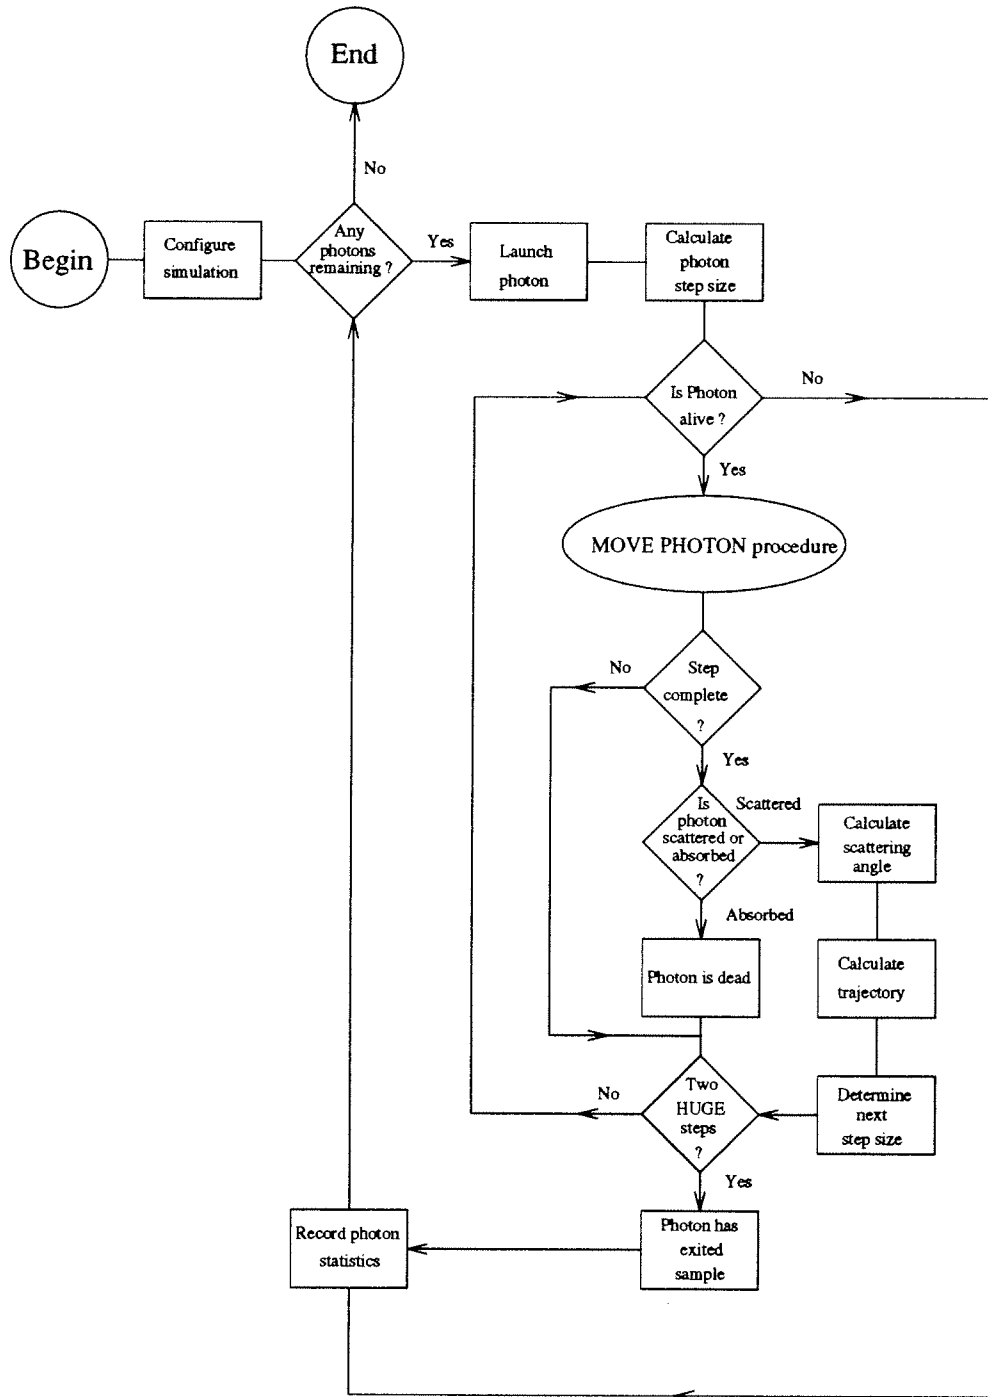 End
No
Begin
Configure
simulation
Any
photons
remaining ?
Yes
Launch
photon
Calculate
photon
step size
Is Photon
alive ?
No
Yes
MOVE PHOTON procedure
No
Step
complete
?
Yes
Is
photon
scattered or
absorbed
?
Scattered
Calculate
scattering
angle
Absorbed
Photon is dead
Calculate
trajectory
No
Two
HUGE
steps
?
Determine
next
step size
Yes
Record photon
statistics
Photon has
exited
sample